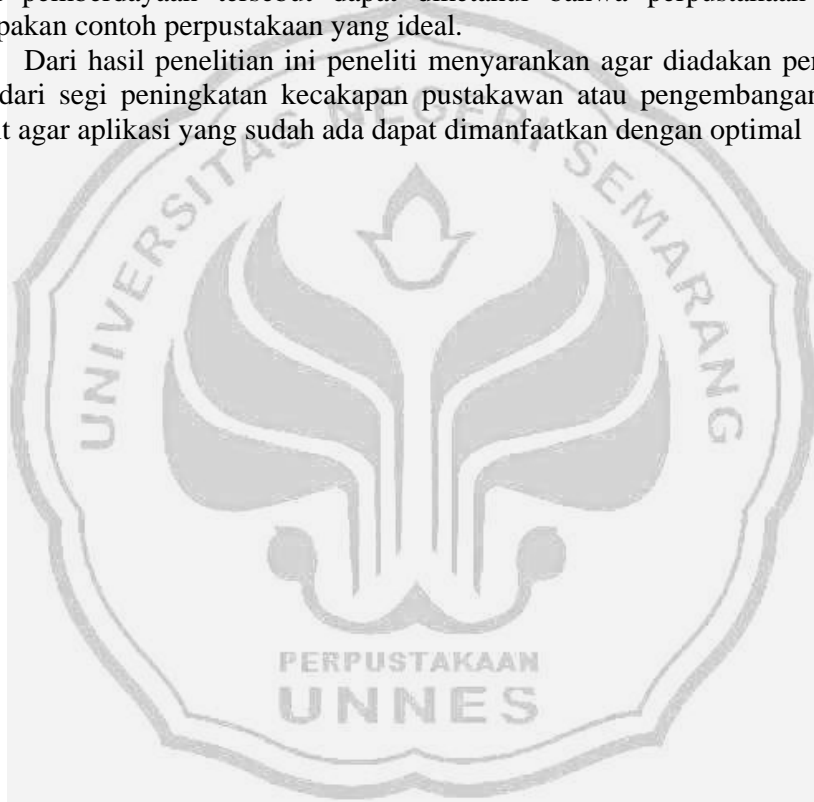 pemberdayaan tersebut dapat diketahui bahwa perpustakaan
pakan contoh perpustakaan yang ideal.
Dari hasil penelitian ini peneliti menyarankan agar diadakan per
dari segi peningkatan kecakapan pustakawan atau pengembangan
t agar aplikasi yang sudah ada dapat dimanfaatkan dengan optimal
UNIVERSITAS NEGERI SEMARANG
PERPUSTAKAAN
UNNES